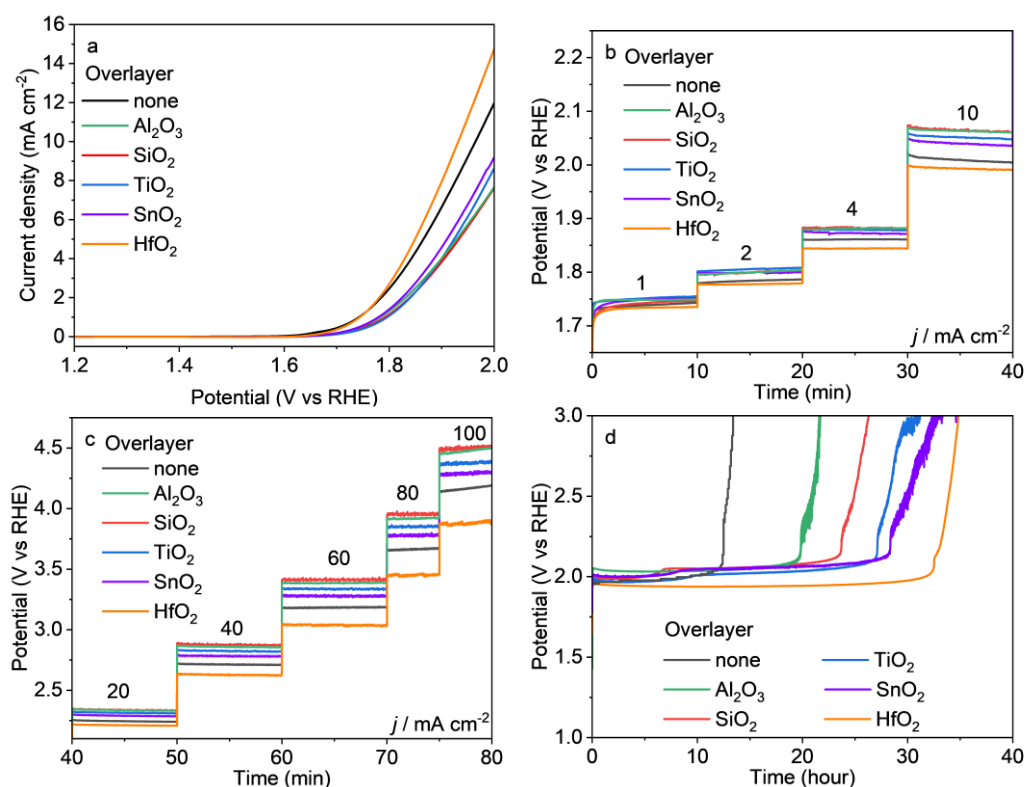 a
Overlayer
none
Al₂O₃
SiO₂
TiO₂
SnO₂
HfO₂
Current density (mA cm⁻²)
16
14
12
10
8
6
4
2
0
1.2
1.4
1.6
1.8
2.0
Potential (V vs RHE)
b
Overlayer
none
Al₂O₃
SiO₂
TiO₂
SnO₂
HfO₂
1
2
4
10
j / mA cm⁻²
Potential (V vs RHE)
2.2
2.1
2.0
1.9
1.8
1.7
0
10
20
30
40
Time (min)
c
Overlayer
none
Al₂O₃
SiO₂
TiO₂
SnO₂
HfO₂
20
40
60
80
100
j / mA cm⁻²
Potential (V vs RHE)
4.5
4.0
3.5
3.0
2.5
40
50
60
70
80
Time (min)
d
Overlayer
none
Al₂O₃
SiO₂
TiO₂
SnO₂
HfO₂
Potential (V vs RHE)
3.0
2.5
2.0
1.5
1.0
0
10
20
30
40
Time (hour)